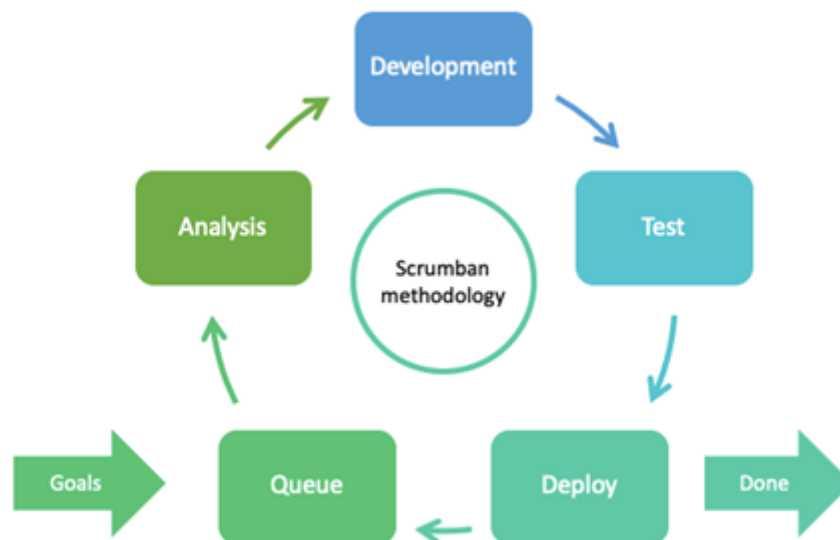 Development
Analysis
Test
Scrumban
methodology
Goals
Queue
Deploy
Done